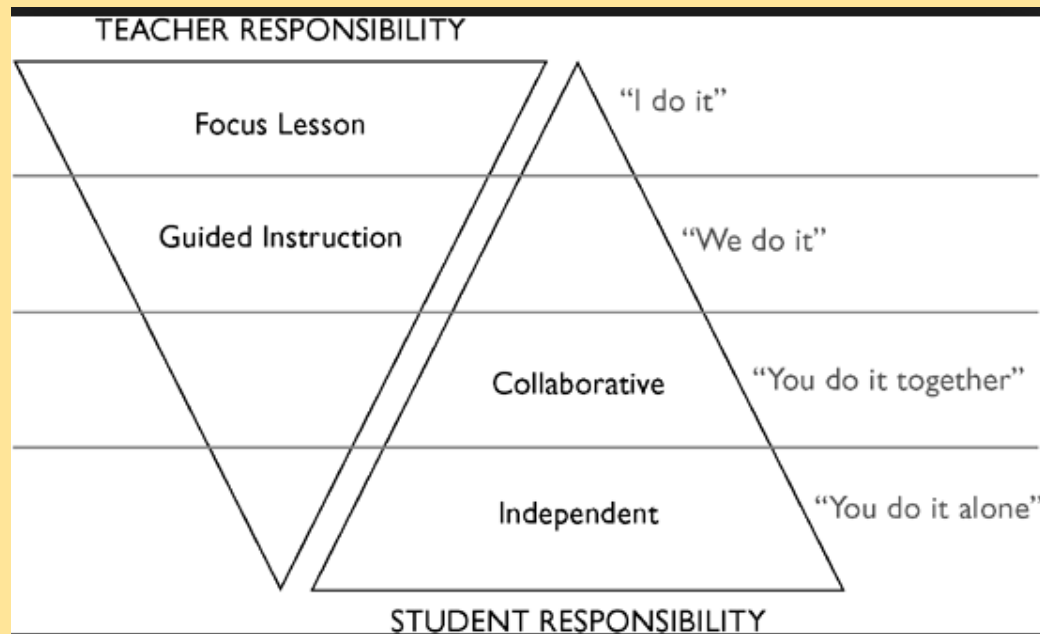 TEACHER RESPONSIBILITY
“I do it”
Focus Lesson
Guided Instruction
“We do it”
Collaborative
“You do it together”
Independent
“You do it alone”
STUDENT RESPONSIBILITY